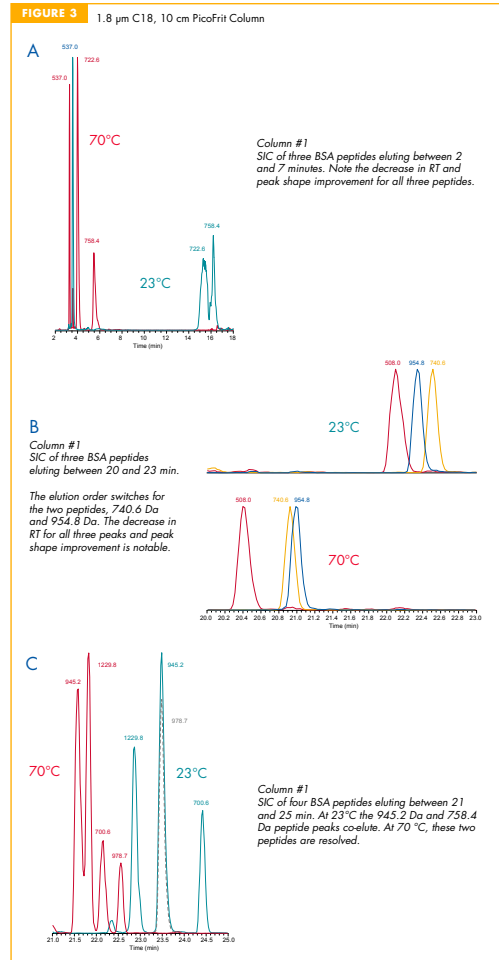 FIGURE 3 1.8 µm C18, 10 cm PicoFrit Column
A
537.0
722.6
537.0
70°C
758.4
23°C
758.4
722.6
2 4 6 8 10 12 14 16 18
Time (min)
Column #1
SIC of three BSA peptides eluting between 2
and 7 minutes. Note the decrease in RT and
peak shape improvement for all three peptides.
B
Column #1
SIC of three BSA peptides
eluting between 20 and 23 min.
The elution order switches for
the two peptides, 740.6 Da
and 954.8 Da. The decrease in
RT for all three peaks and peak
shape improvement is notable.
508.0 954.8 740.6
23°C
508.0 740.6 954.8
70°C
20.0 20.2 20.4 20.6 20.8 21.0 21.2 21.4 21.6 21.8 22.0 22.2 22.4 22.6 22.8 23.0
Time (min)
C
945.2
1229.8
945.2
978.7
1229.8
70°C
23°C
700.6
700.6
978.7
21.0 21.5 22.0 22.5 23.0 23.5 24.0 24.5 25.0
Time (min)
Column #1
SIC of four BSA peptides eluting between 21
and 25 min. At 23°C the 945.2 Da and 758.4
Da peptide peaks co-elute. At 70 °C, these two
peptides are resolved.